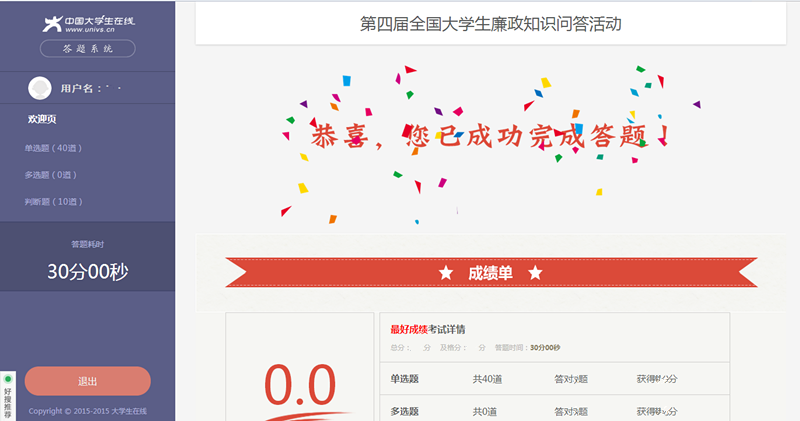 中国大学生在线
www.univs.cn
答题系统
用户名：
欢迎页
单选题（40道）
多选题（0道）
判断题（10道）
答题耗时
30分00秒
退出
Copyright © 2015-2015 大学生在线
好搜推荐
第四届全国大学生廉政知识问答活动
恭喜，您已成功完成答题！
成绩单
0.0
最好成绩考试详情
总分： 分 及格分： 分 答题时间：30分00秒
单选题 共40道 答对 题 获得 分
多选题 共0道 答对 题 获得 分